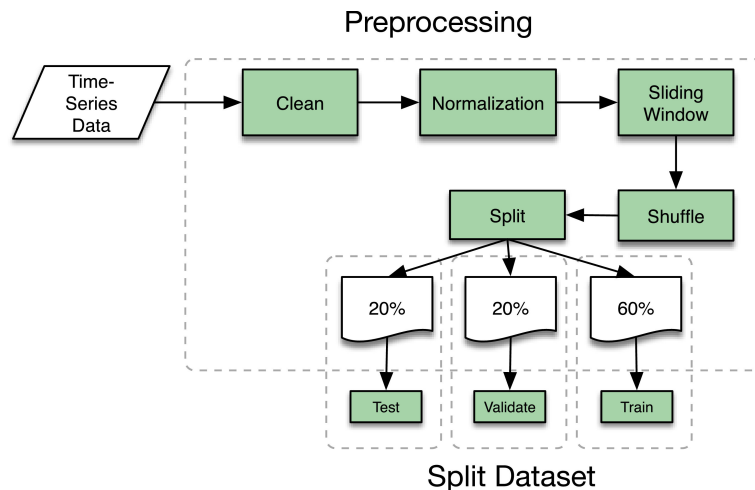 Preprocessing
Time-
Series
Data
Clean
Normalization
Sliding
Window
Split
Shuffle
20%
20%
60%
Test
Validate
Train
Split Dataset